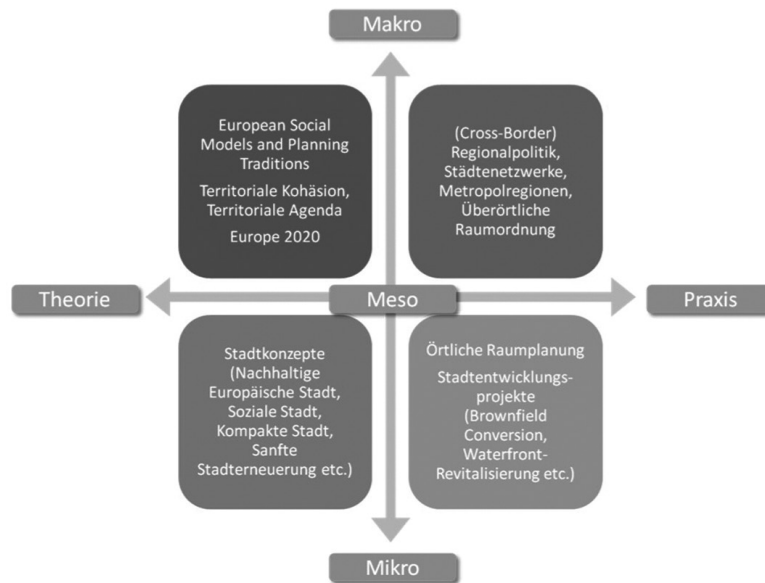 Makro
European Social
Models and Planning
Traditions
Territoriale Kohäsion,
Territoriale Agenda
Europe 2020
(Cross-Border)
Regionalpolitik,
Städtenetzwerke,
Metropolregionen,
Überörtliche
Raumordnung
Theorie
Meso
Praxis
Stadtkonzepte
(Nachhaltige
Europäische Stadt,
Soziale Stadt,
Kompakte Stadt,
Sanfte
Stadterneuerung etc.)
Örtliche Raumplanung
Stadtentwicklungs-
projekte
(Brownfield
Conversion,
Waterfront-
Revitalisierung etc.)
Mikro